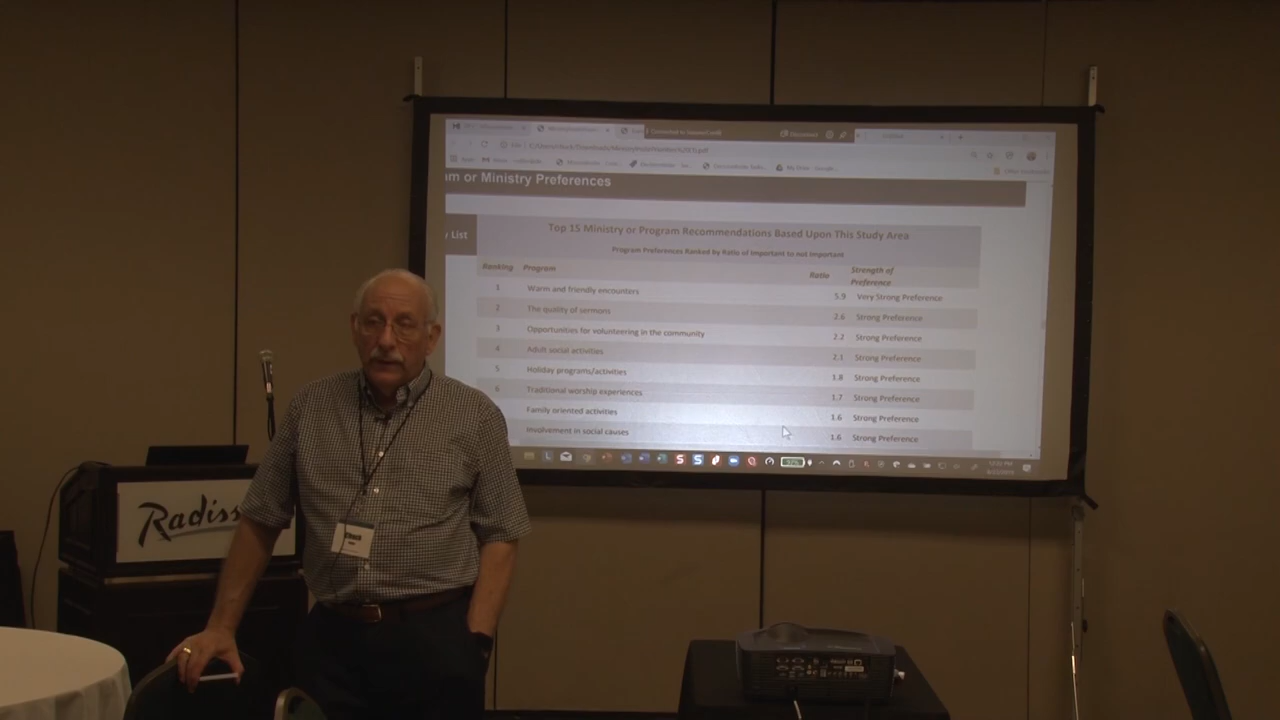 am or Ministry Preferences
y List
Top 15 Ministry or Program Recommendations Based Upon This Study Area
Program Preferences Ranked by Ratio of Important to not important
Ranking Program Ratio Strength of Preference
1 Warm and friendly encounters 5.9 Very Strong Preference
2 The quality of sermons 2.6 Strong Preference
3 Opportunities for volunteering in the community 2.2 Strong Preference
4 Adult social activities 2.1 Strong Preference
5 Holiday programs/activities 1.8 Strong Preference
6 Traditional worship experiences 1.7 Strong Preference
Family oriented activities 1.6 Strong Preference
Involvement in social causes 1.6 Strong Preference
Radiss